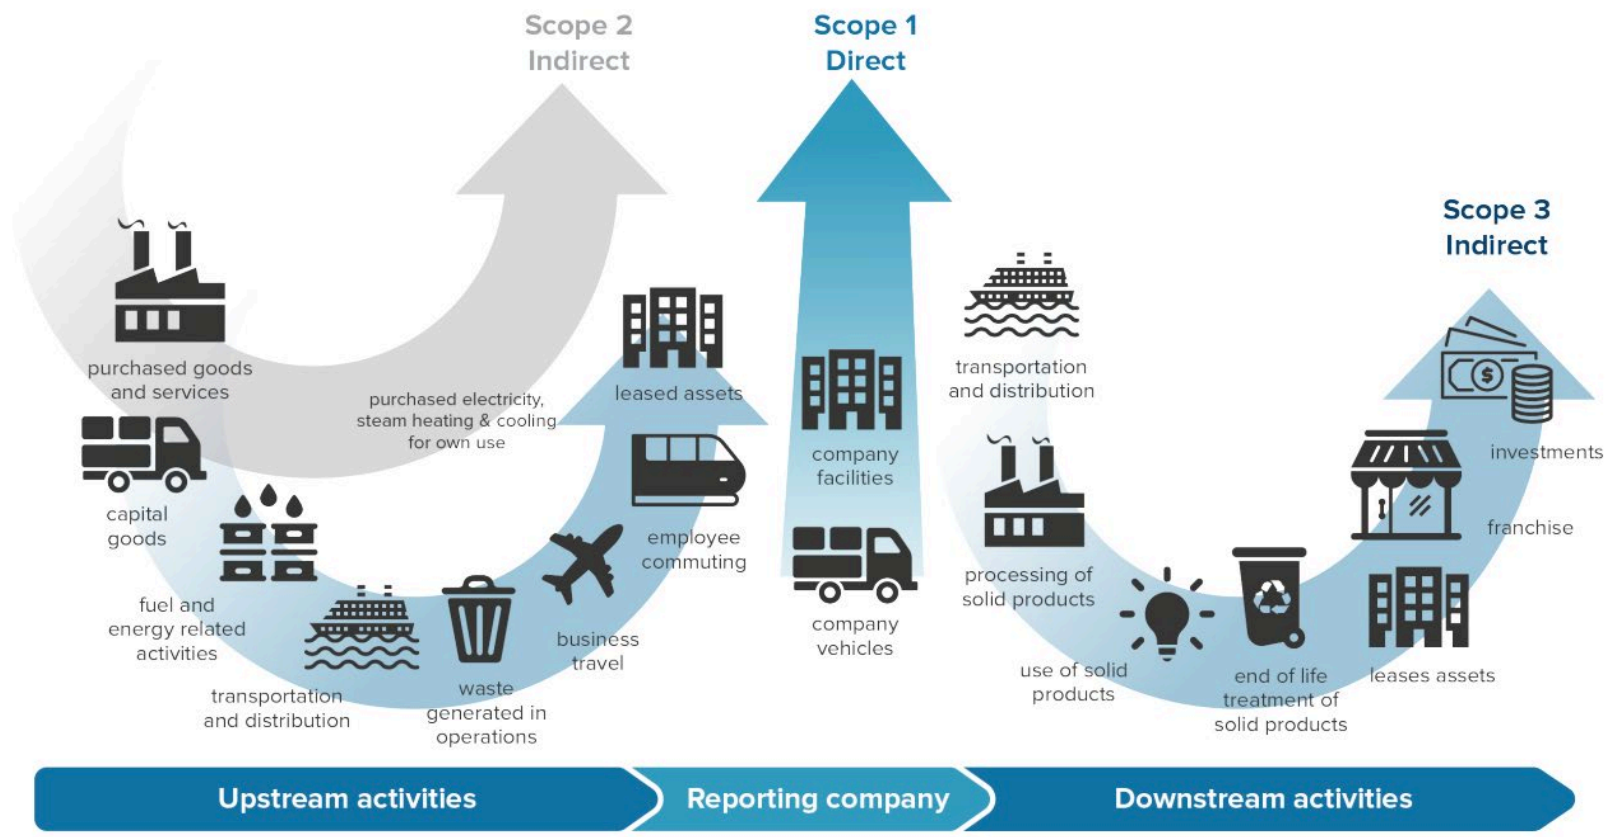 Scope 2
Indirect
Scope 1
Direct
Scope 3
Indirect
purchased goods
and services
purchased electricity,
steam heating & cooling
for own use
capital
goods
fuel and
energy related
activities
transportation
and distribution
waste
generated in
operations
business
travel
employee
commuting
leased assets
company
facilities
company
vehicles
transportation
and distribution
processing of
solid products
use of solid
products
end of life
treatment of
solid products
leases assets
franchise
investments
$
Upstream activities
Reporting company
Downstream activities